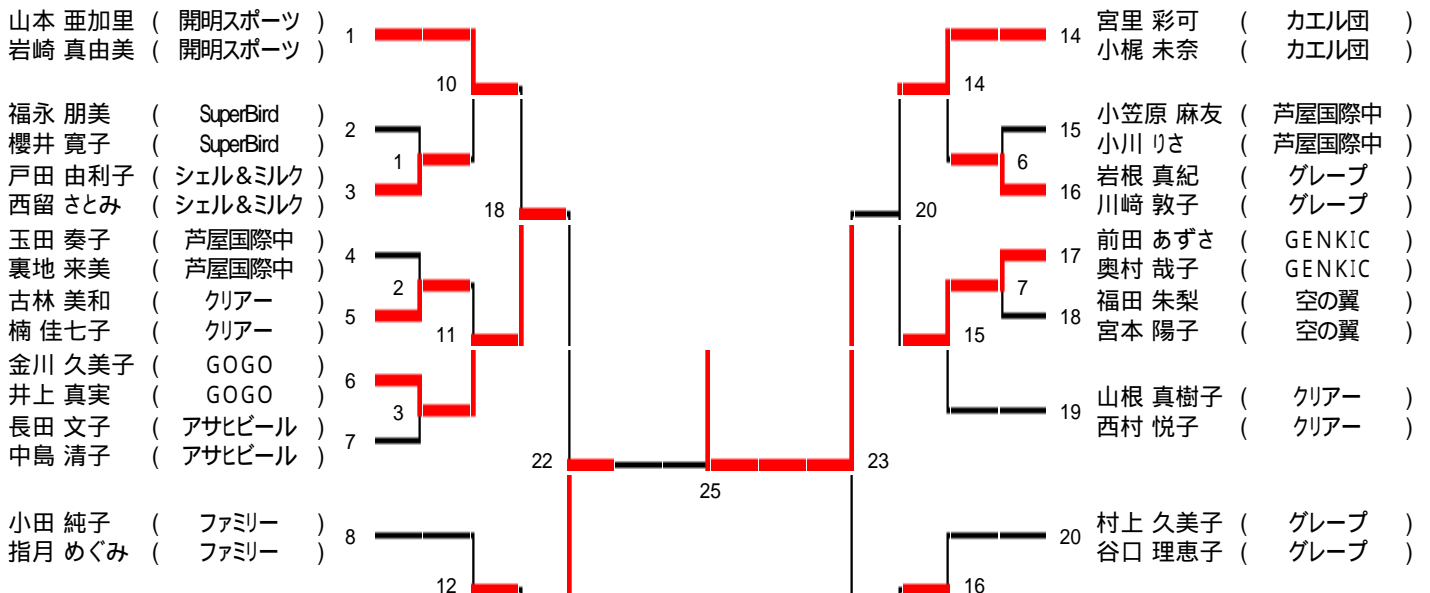 山本 亜加里 ( 開明スポーツ ) 1
岩崎 真由美 ( 開明スポーツ )
10
福永 朋美 ( SuperBird ) 2
櫻井 寛子 ( SuperBird )
1
戸田 由利子 ( シェル&ミルク ) 3
西留 さとみ ( シェル&ミルク )
18
玉田 奏子 ( 芦屋国際中 ) 4
裏地 来美 ( 芦屋国際中 )
2
古林 美和 ( クリアー ) 5
楠 佳七子 ( クリアー )
11
金川 久美子 ( GOGO ) 6
井上 真実 ( GOGO )
3
長田 文子 ( アサヒビール ) 7
中島 清子 ( アサヒビール )
22
25
小田 純子 ( ファミリー ) 8
指月 めぐみ ( ファミリー )
12
14 宮里 彩可 ( カエル団 )
小梶 未奈 ( カエル団 )
14
15 小笠原 麻友 ( 芦屋国際中 )
小川 りさ ( 芦屋国際中 )
6
16 岩根 真紀 ( グレープ )
川﨑 敦子 ( グレープ )
20
17 前田 あずさ ( GENKIC )
奥村 哉子 ( GENKIC )
7
18 福田 朱梨 ( 空の翼 )
宮本 陽子 ( 空の翼 )
15
19 山根 真樹子 ( クリアー )
西村 悦子 ( クリアー )
23
20 村上 久美子 ( グレープ )
谷口 理恵子 ( グレープ )
16